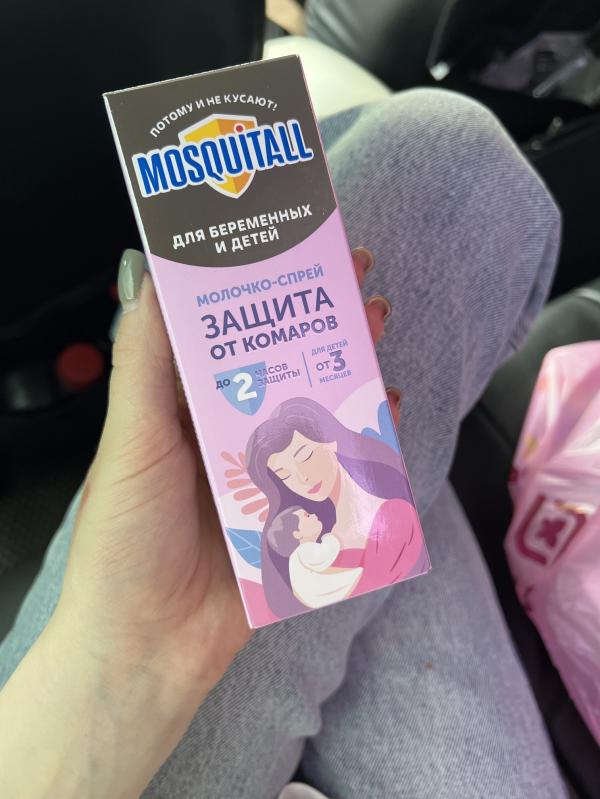 ПОТОМУ И НЕ КУСАЮТ!
MOSQUITALL
ДЛЯ БЕРЕМЕННЫХ
И ДЕТЕЙ
МОЛОЧКО-СПРЕЙ
ЗАЩИТА
ОТ КОМАРОВ
ДО 2 ЧАСОВ
ЗАЩИТЫ
ДЛЯ ДЕТЕЙ
ОТ 3
МЕСЯЦЕВ